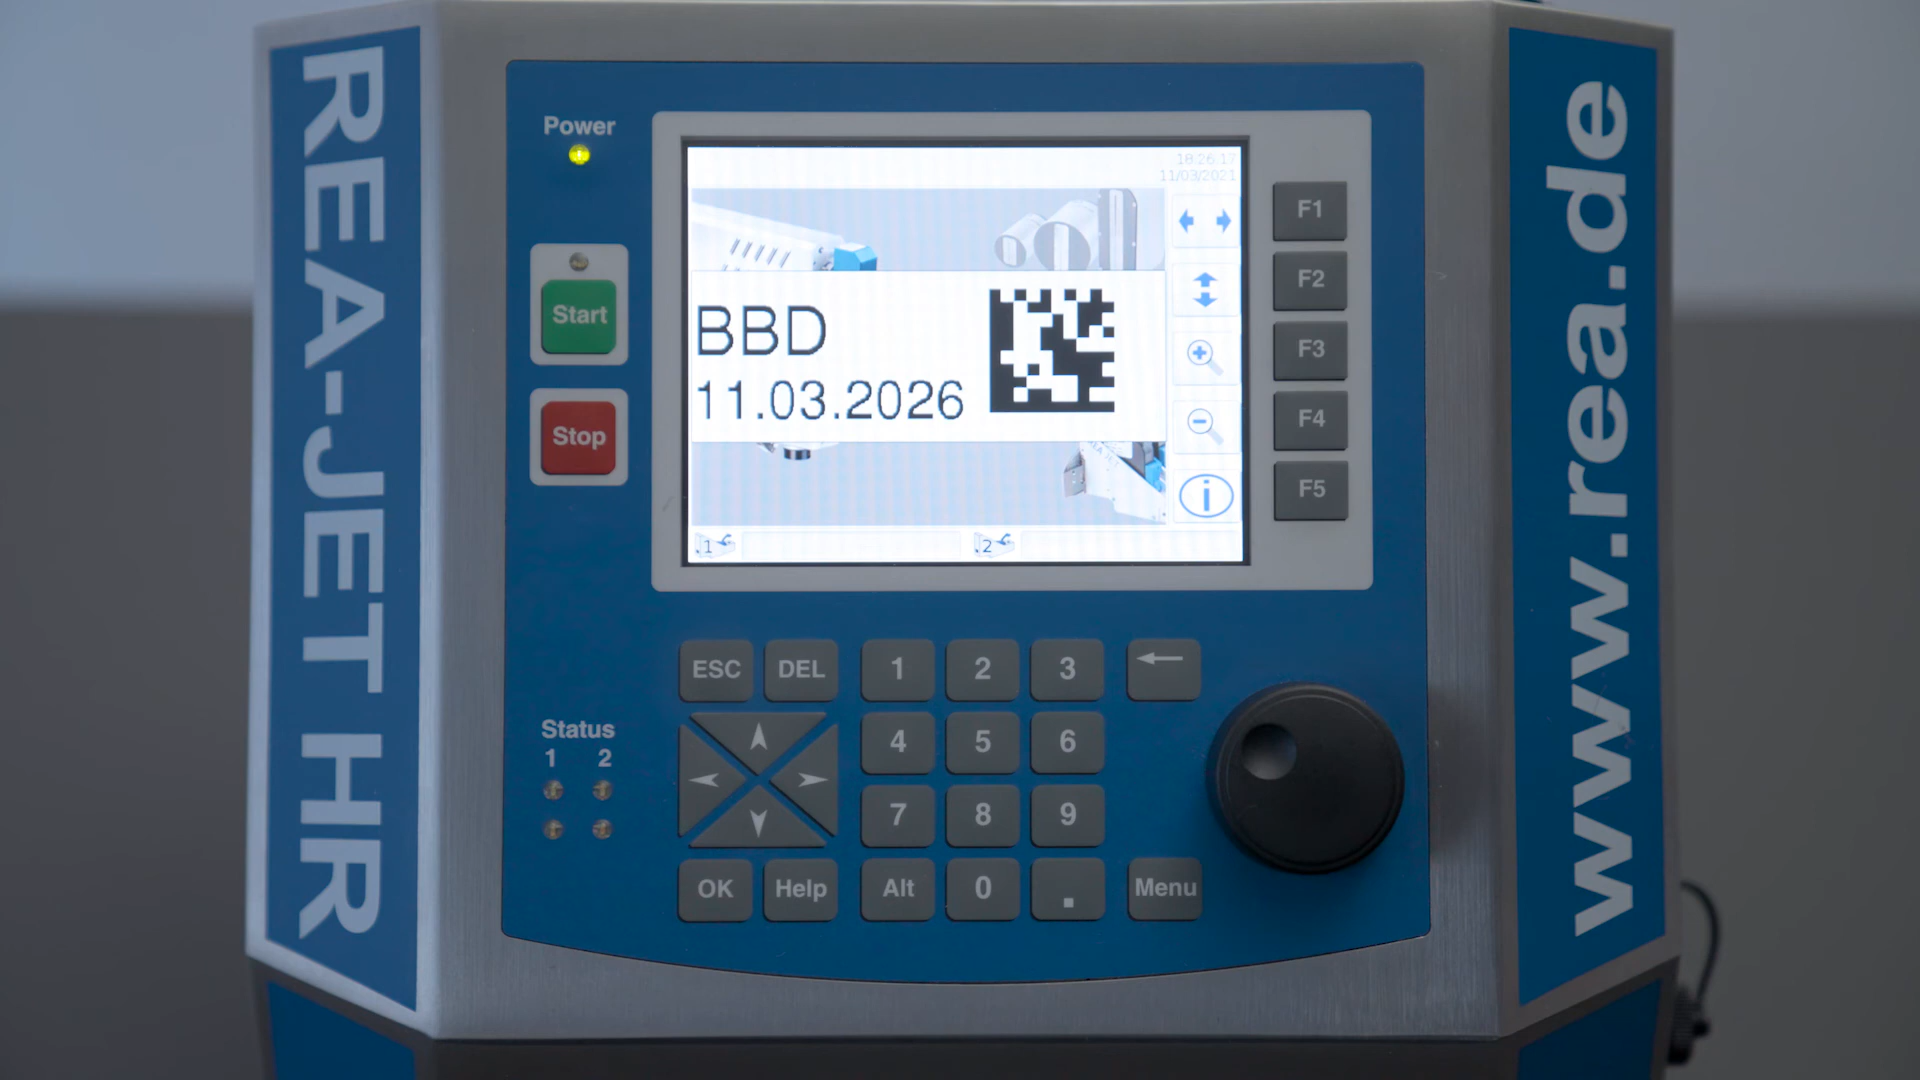 REA-JET HR
Power
Start
Stop
18:26:17
11/03/2021
BBD
11.03.2026
1
2
F1
F2
F3
F4
F5
Status
1 2
ESC DEL 1 2 3
4 5 6
7 8 9
OK Help Alt 0 . Menu
www.rea.de